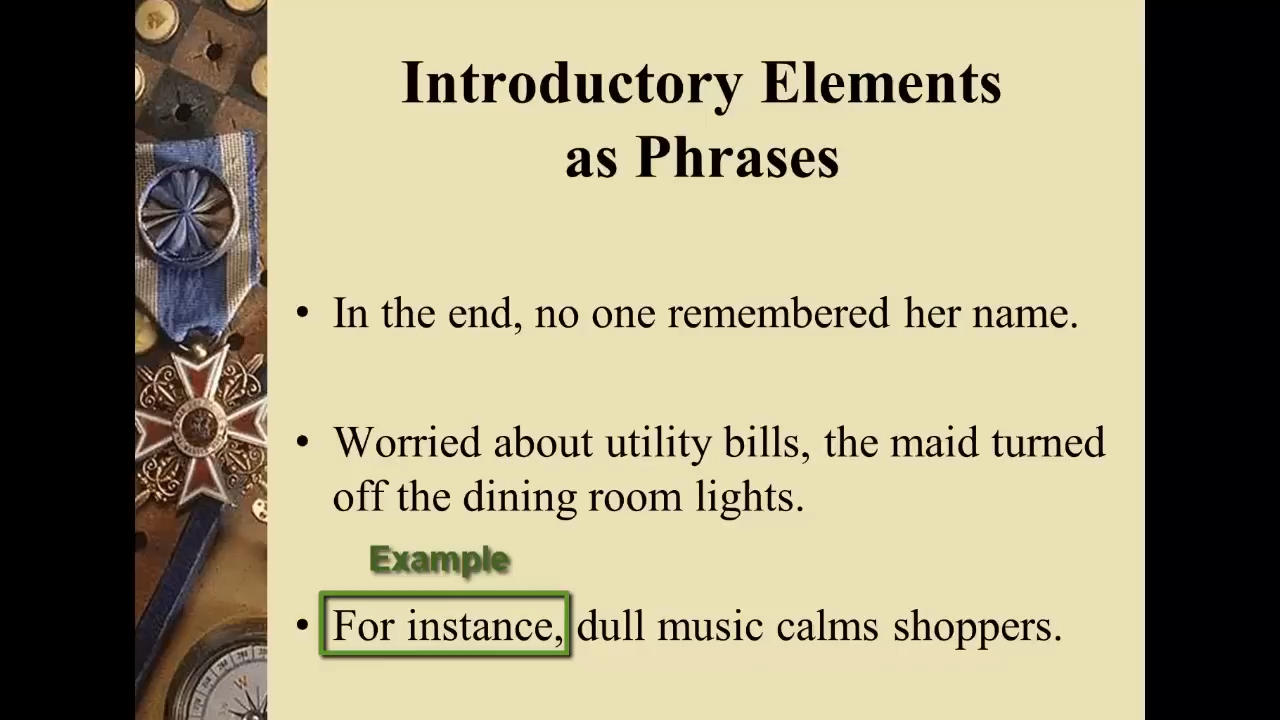 Introductory Elements
as Phrases
• In the end, no one remembered her name.
• Worried about utility bills, the maid turned
off the dining room lights.
Example
• For instance, dull music calms shoppers.
W